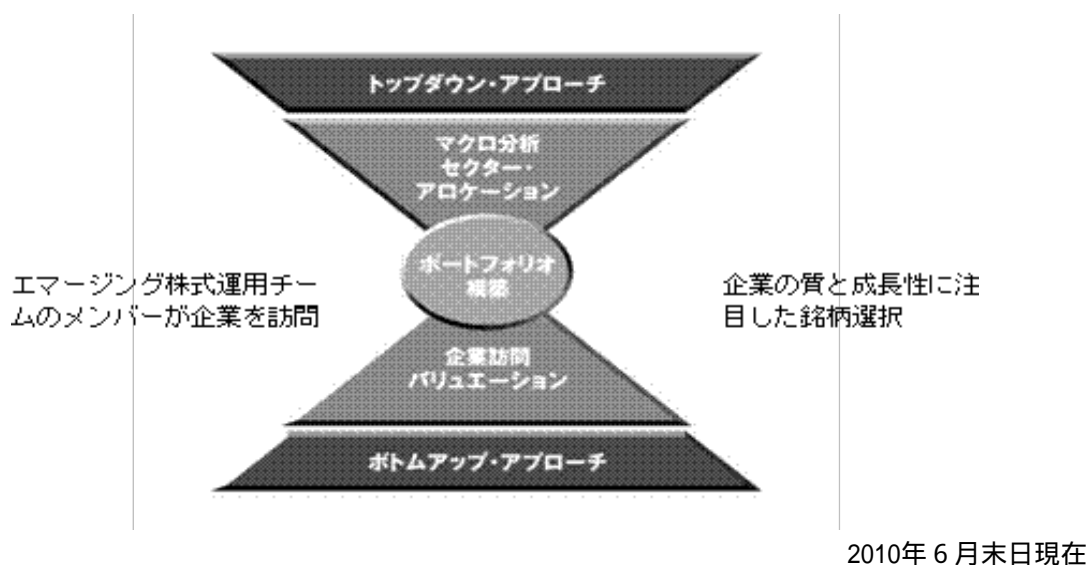 トップダウン・アプローチ
マクロ分析
セクター・
アロケーション
ポートフォリオ
構築
エマージング株式運用チー
ムのメンバーが企業を訪問
企業の質と成長性に注
目した銘柄選択
企業訪問
バリュエーション
ボトムアップ・アプローチ
2010年6月末日現在